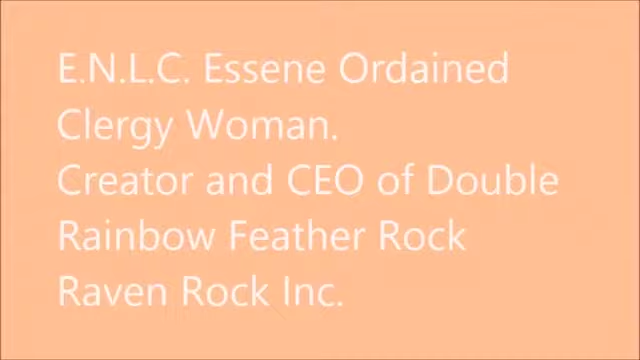 E.N.L.C. Essene Ordained
Clergy Woman.
Creator and CEO of Double
Rainbow Feather Rock
Raven Rock Inc.